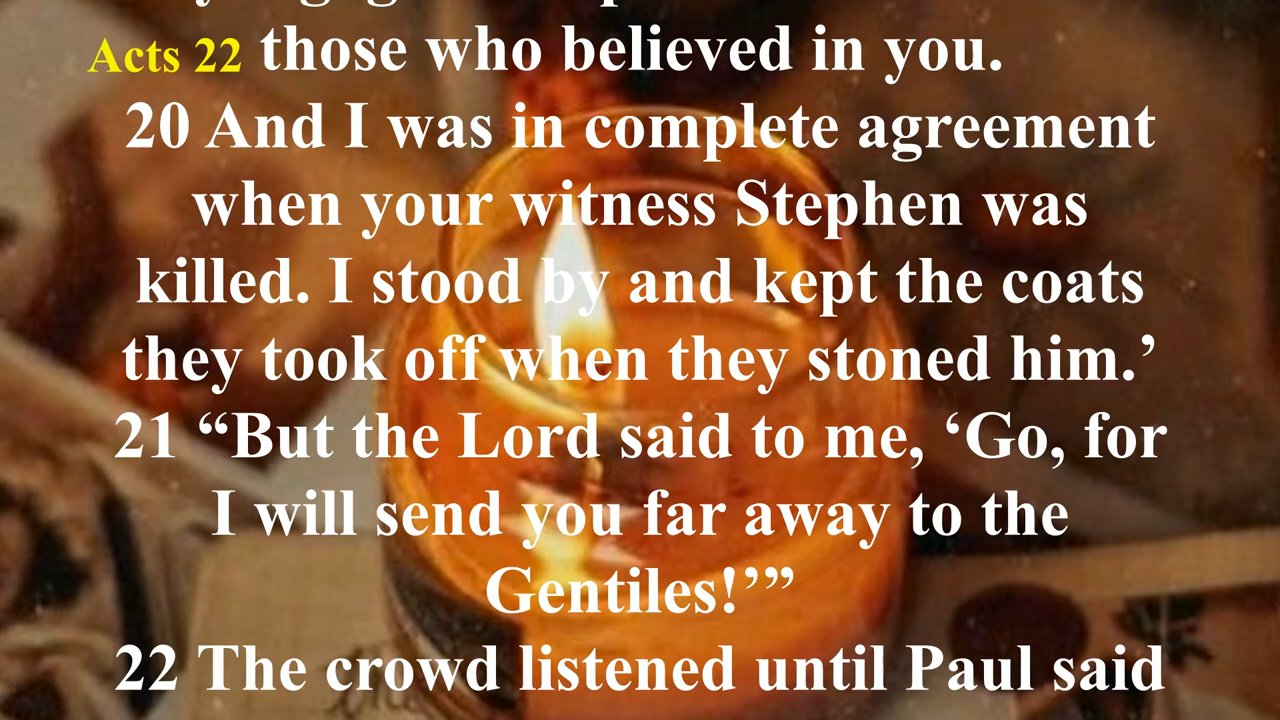 Acts 22 those who believed in you.
20 And I was in complete agreement
when your witness Stephen was
killed. I stood by and kept the coats
they took off when they stoned him.’
21 “But the Lord said to me, ‘Go, for
I will send you far away to the
Gentiles!’”
22 The crowd listened until Paul said